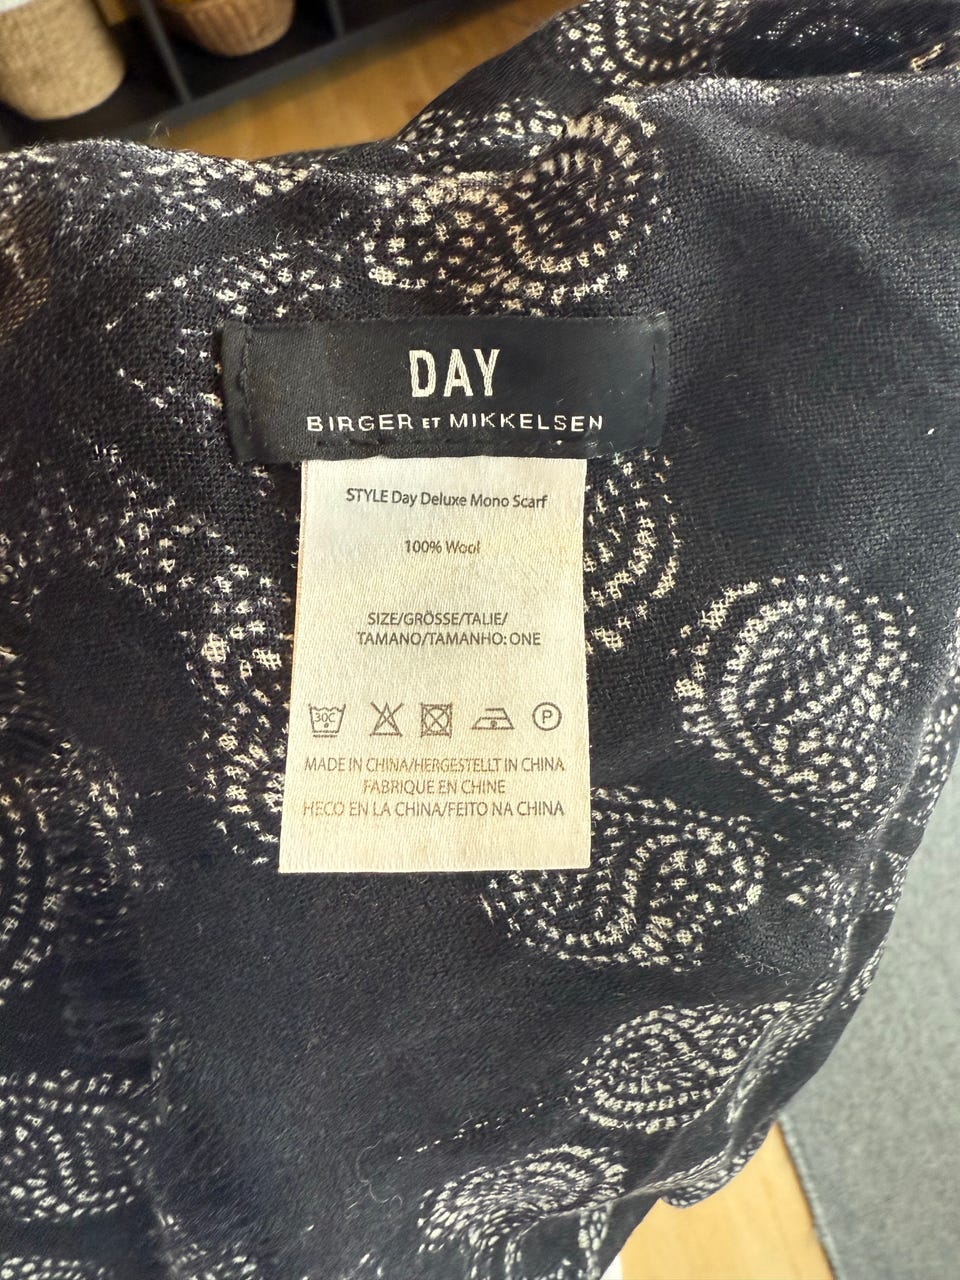 DAY
BIRGER ET MIKKELSEN
STYLE Day Deluxe Mono Scarf
100% Wool
SIZE/GRÖSSE/TALIE/
TAMANO/TAMANHO: ONE
30C P
MADE IN CHINA/HERGESTELLT IN CHINA
FABRIQUE EN CHINE
HECO EN LA CHINA/FEITO NA CHINA